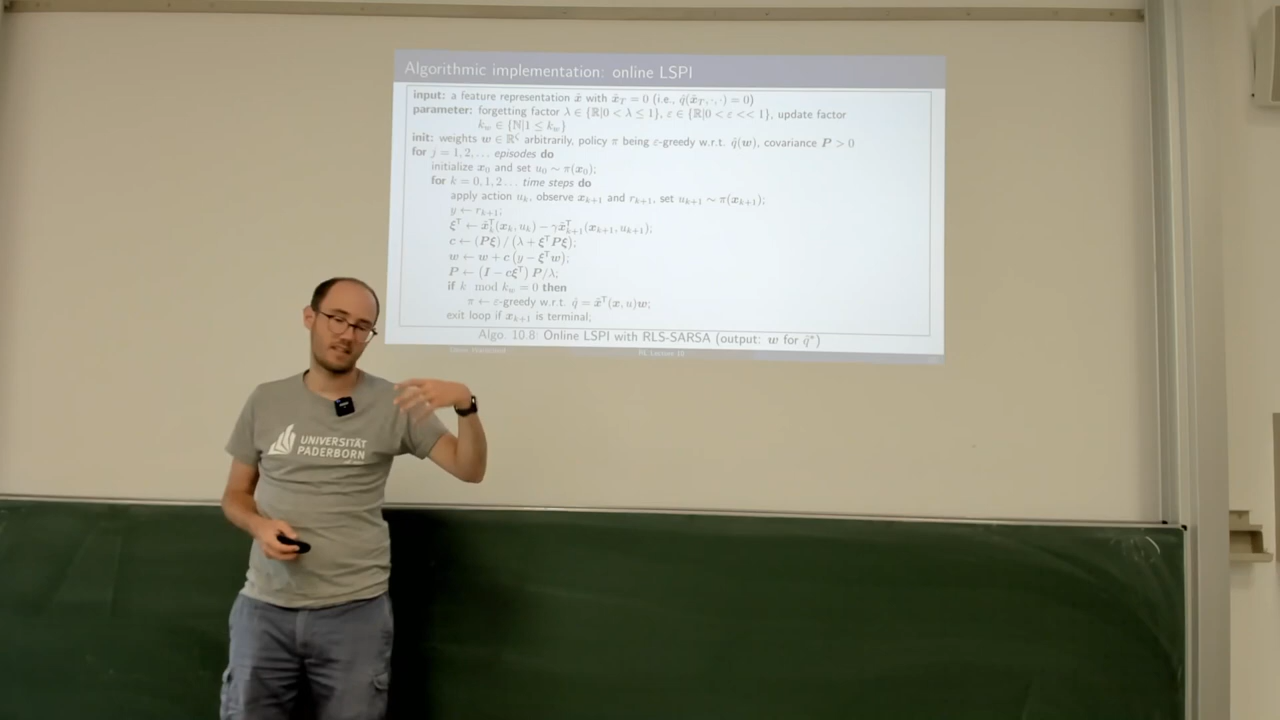 Algorithmic implementation: online LSPI
input: a feature representation x̃ with x̃_T = 0 (i.e., q̂(x̃_T, ·, ·) = 0)
parameter: forgetting factor λ ∈ {ℝ|0 < λ ≤ 1}, ε ∈ {ℝ|0 < ε << 1}, update factor
k_w ∈ {ℕ|1 ≤ k_w}
init: weights w ∈ ℝ^ζ arbitrarily, policy π being ε-greedy w.r.t. q̂(w), covariance P > 0
for j = 1, 2, … episodes do
initialize x_0 and set u_0 ∼ π(x_0);
for k = 0, 1, 2 … time steps do
apply action u_k, observe x_{k+1} and r_{k+1}, set u_{k+1} ∼ π(x_{k+1});
y ← r_{k+1};
ξ^T ← x̃_k^T(x_k, u_k) − γx̃_{k+1}^T(x_{k+1}, u_{k+1});
c ← (Pξ) / (λ + ξ^T Pξ);
w ← w + c (y − ξ^T w);
P ← (I − cξ^T) P/λ;
if k mod k_w = 0 then
π ← ε-greedy w.r.t. q̂ = x̃^T(x, u)w;
exit loop if x_{k+1} is terminal;
Algo. 10.8: Online LSPI with RLS-SARSA (output: w for q̂*)
UNIVERSITÄT
PADERBORN